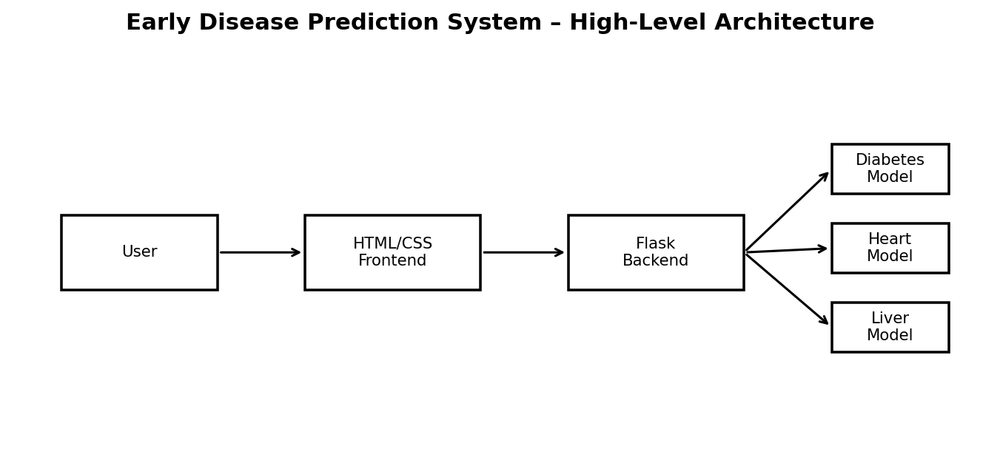 Early Disease Prediction System – High-Level Architecture
User
HTML/CSS
Frontend
Flask
Backend
Diabetes
Model
Heart
Model
Liver
Model